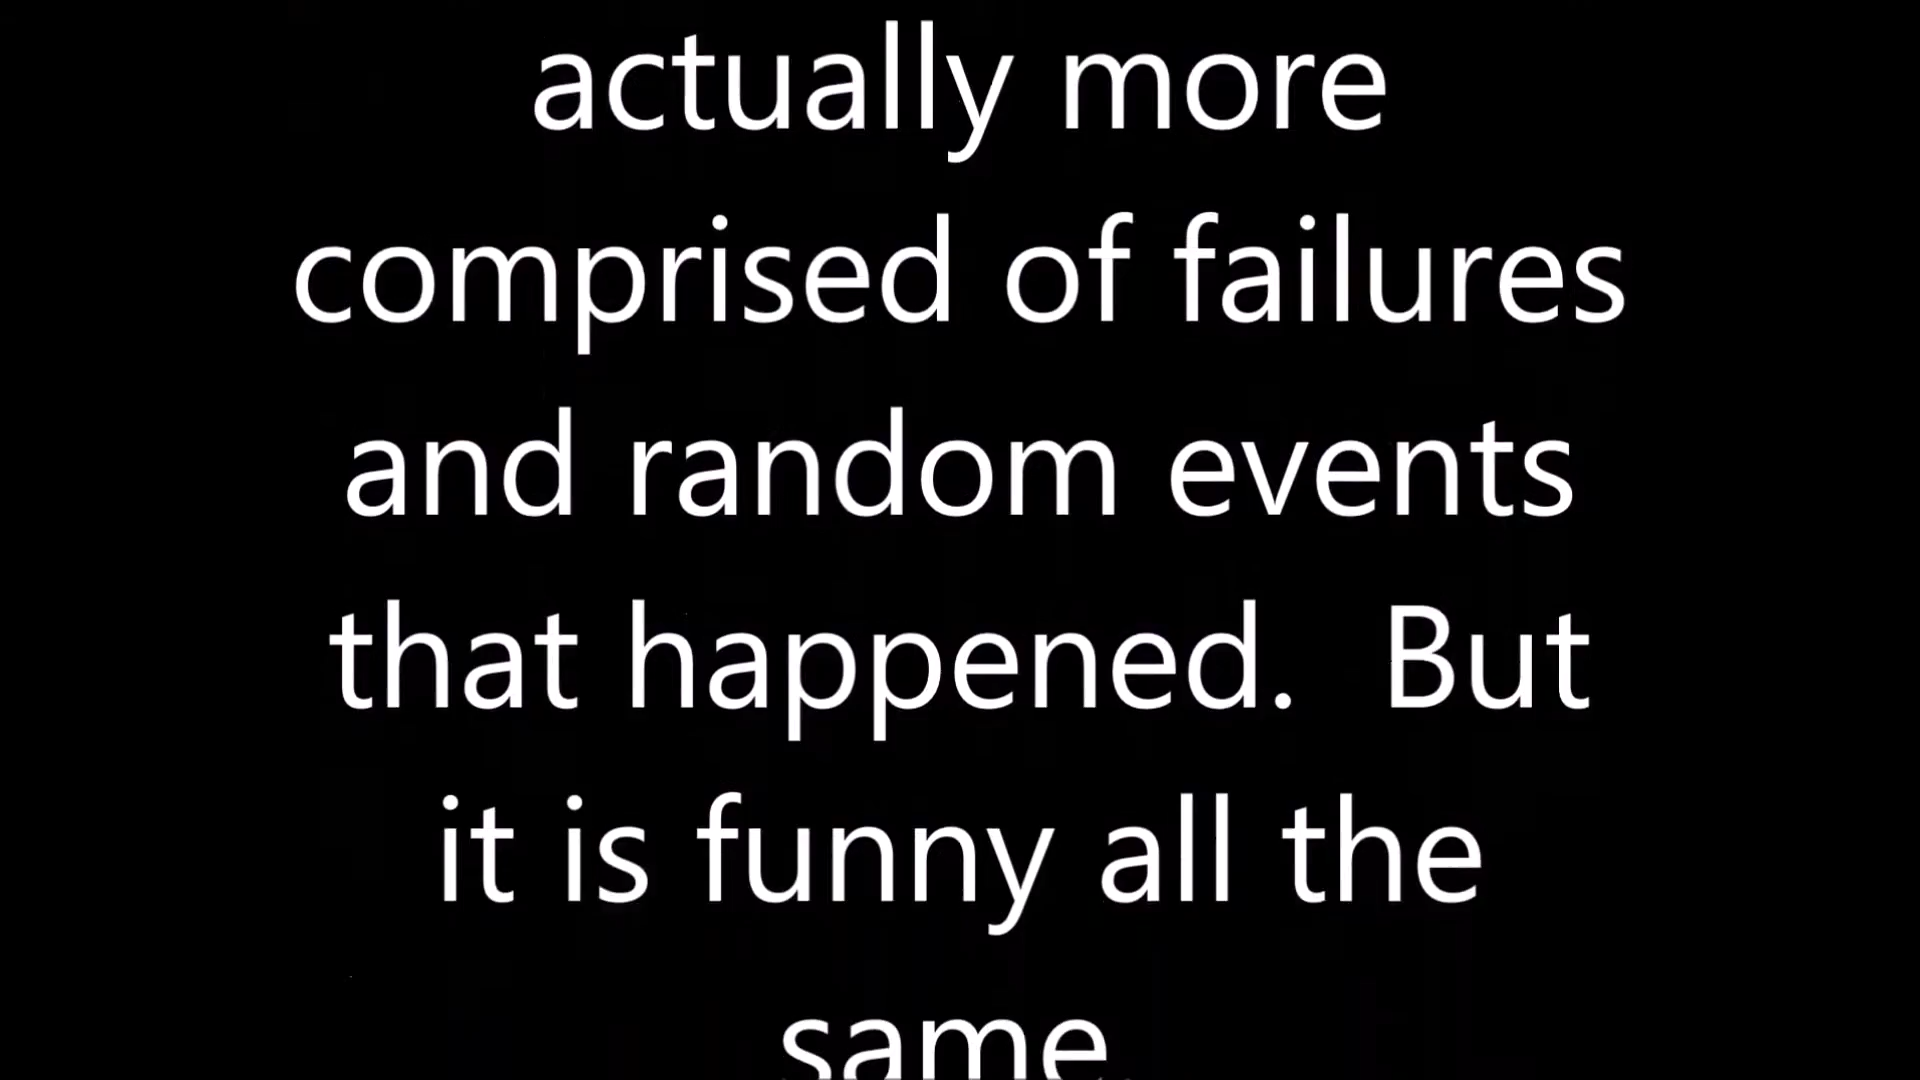 actually more
comprised of failures
and random events
that happened.  But
it is funny all the
same.